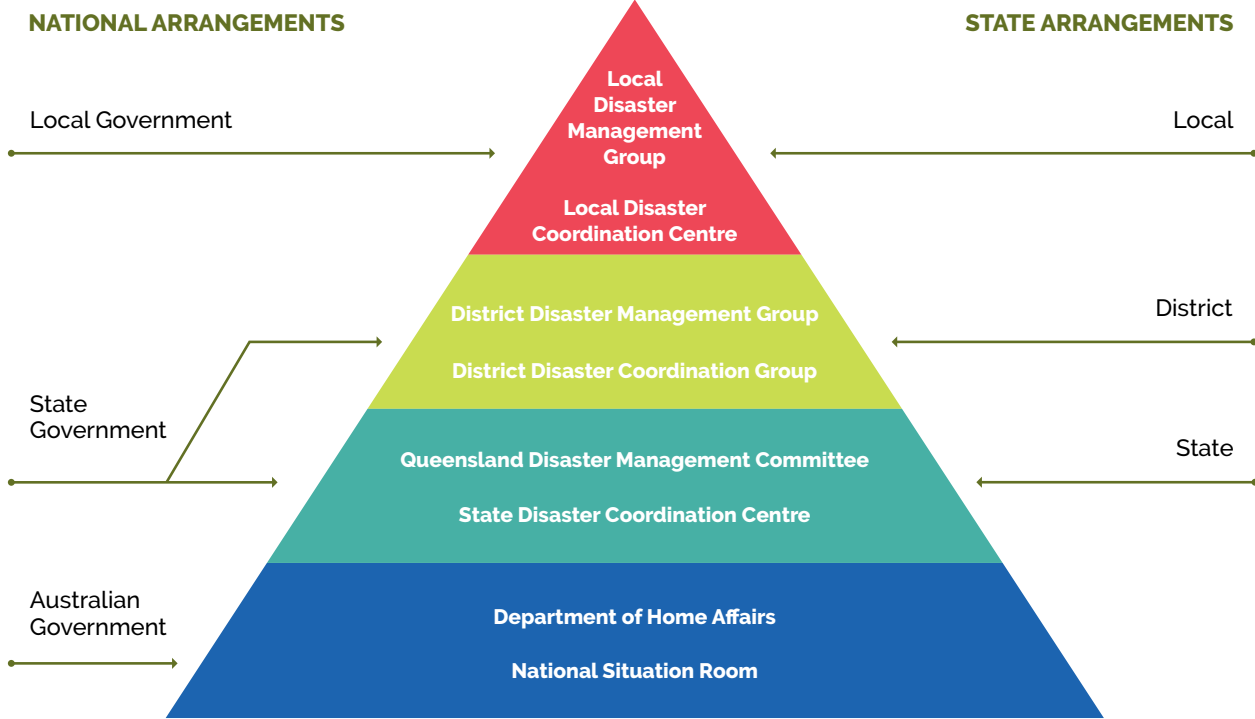 NATIONAL ARRANGEMENTS
STATE ARRANGEMENTS
Local
Disaster
Management
Group
Local Government
Local
Local Disaster
Coordination Centre
District Disaster Management Group
District
District Disaster Coordination Group
State
Government
Queensland Disaster Management Committee
State
State Disaster Coordination Centre
Australian
Government
Department of Home Affairs
National Situation Room